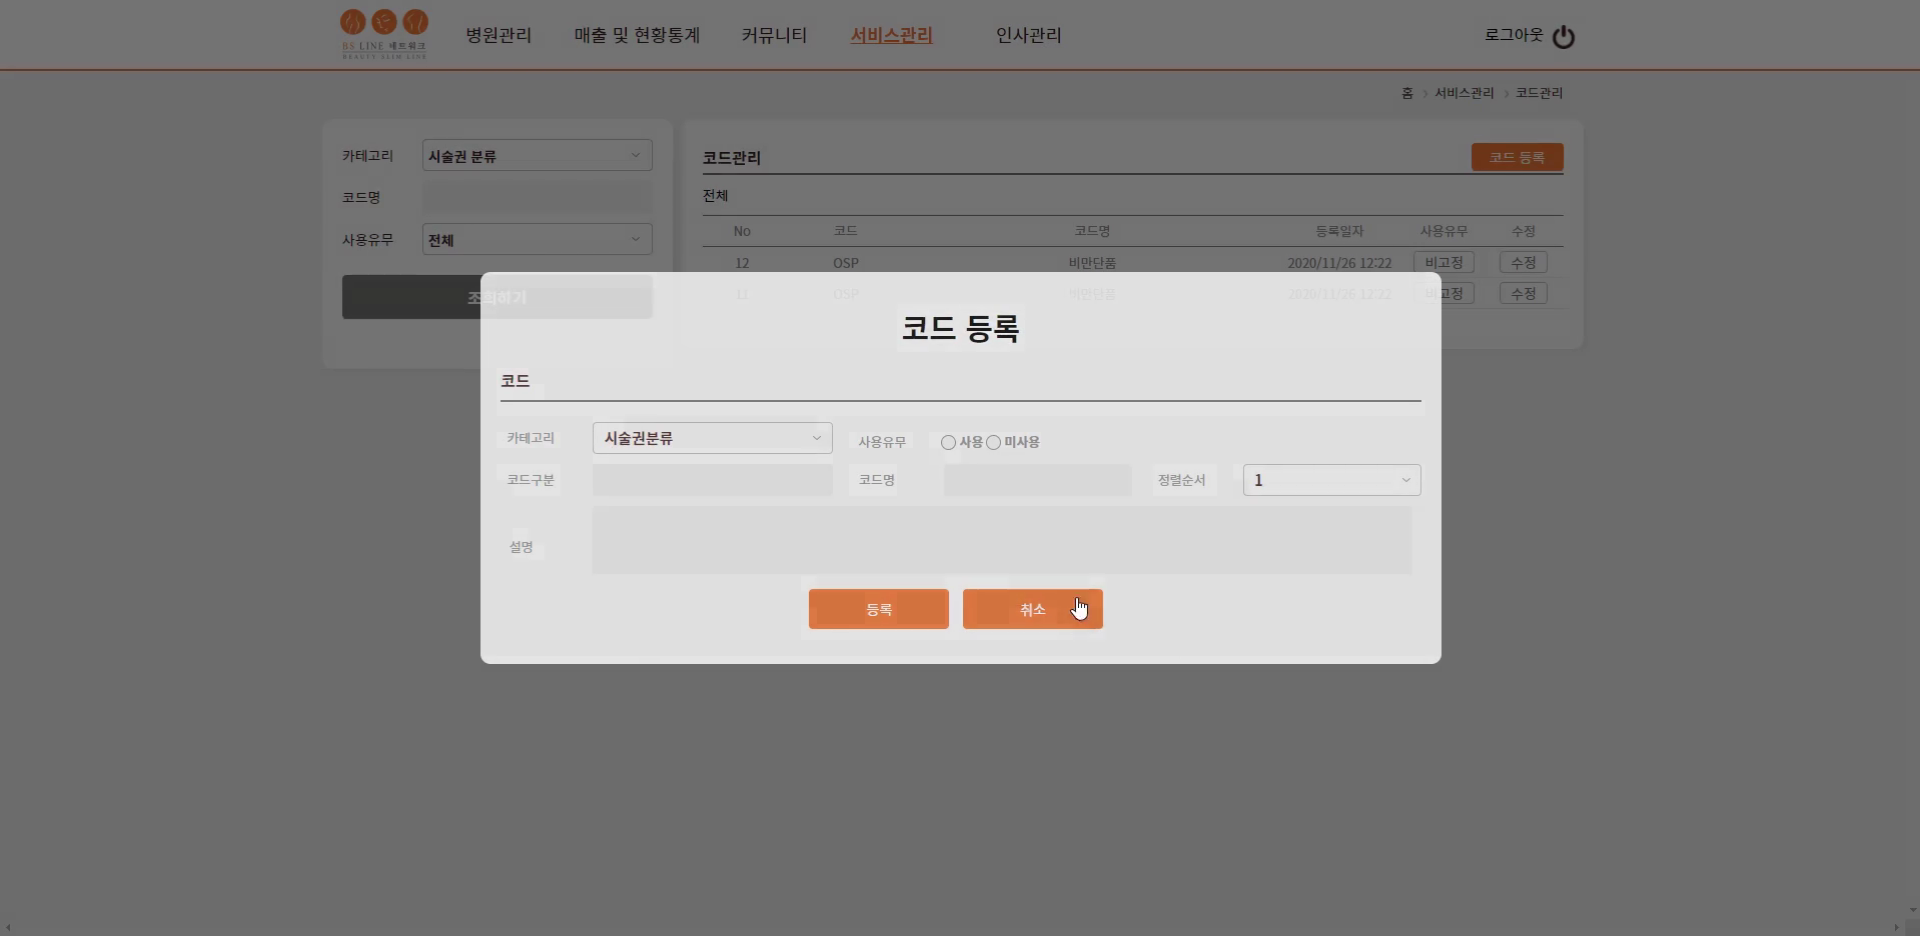 BS LINE 네트워크
BEAUTY SLIM LINE
병원관리 매출 및 현황통계 커뮤니티 서비스관리 인사관리 로그아웃
홈 > 서비스관리 > 코드관리
카테고리 시술권 분류
코드명
사용유무 전체
조회하기
코드관리 코드 등록
전체
No 코드 코드명 등록일자 사용유무 수정
12 OSP 비만단품 2020/11/26 12:22 비고정 수정
11 OSP 비만단품 2020/11/26 12:22 비고정 수정
코드 등록
코드
카테고리 시술권분류 사용유무 사용 미사용
코드구분 코드명 정렬순서 1
설명
등록 취소